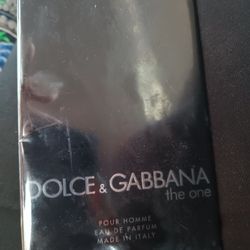 DOLCE & GABBANA
the one
POUR HOMME
EAU DE PARFUM
MADE IN ITALY